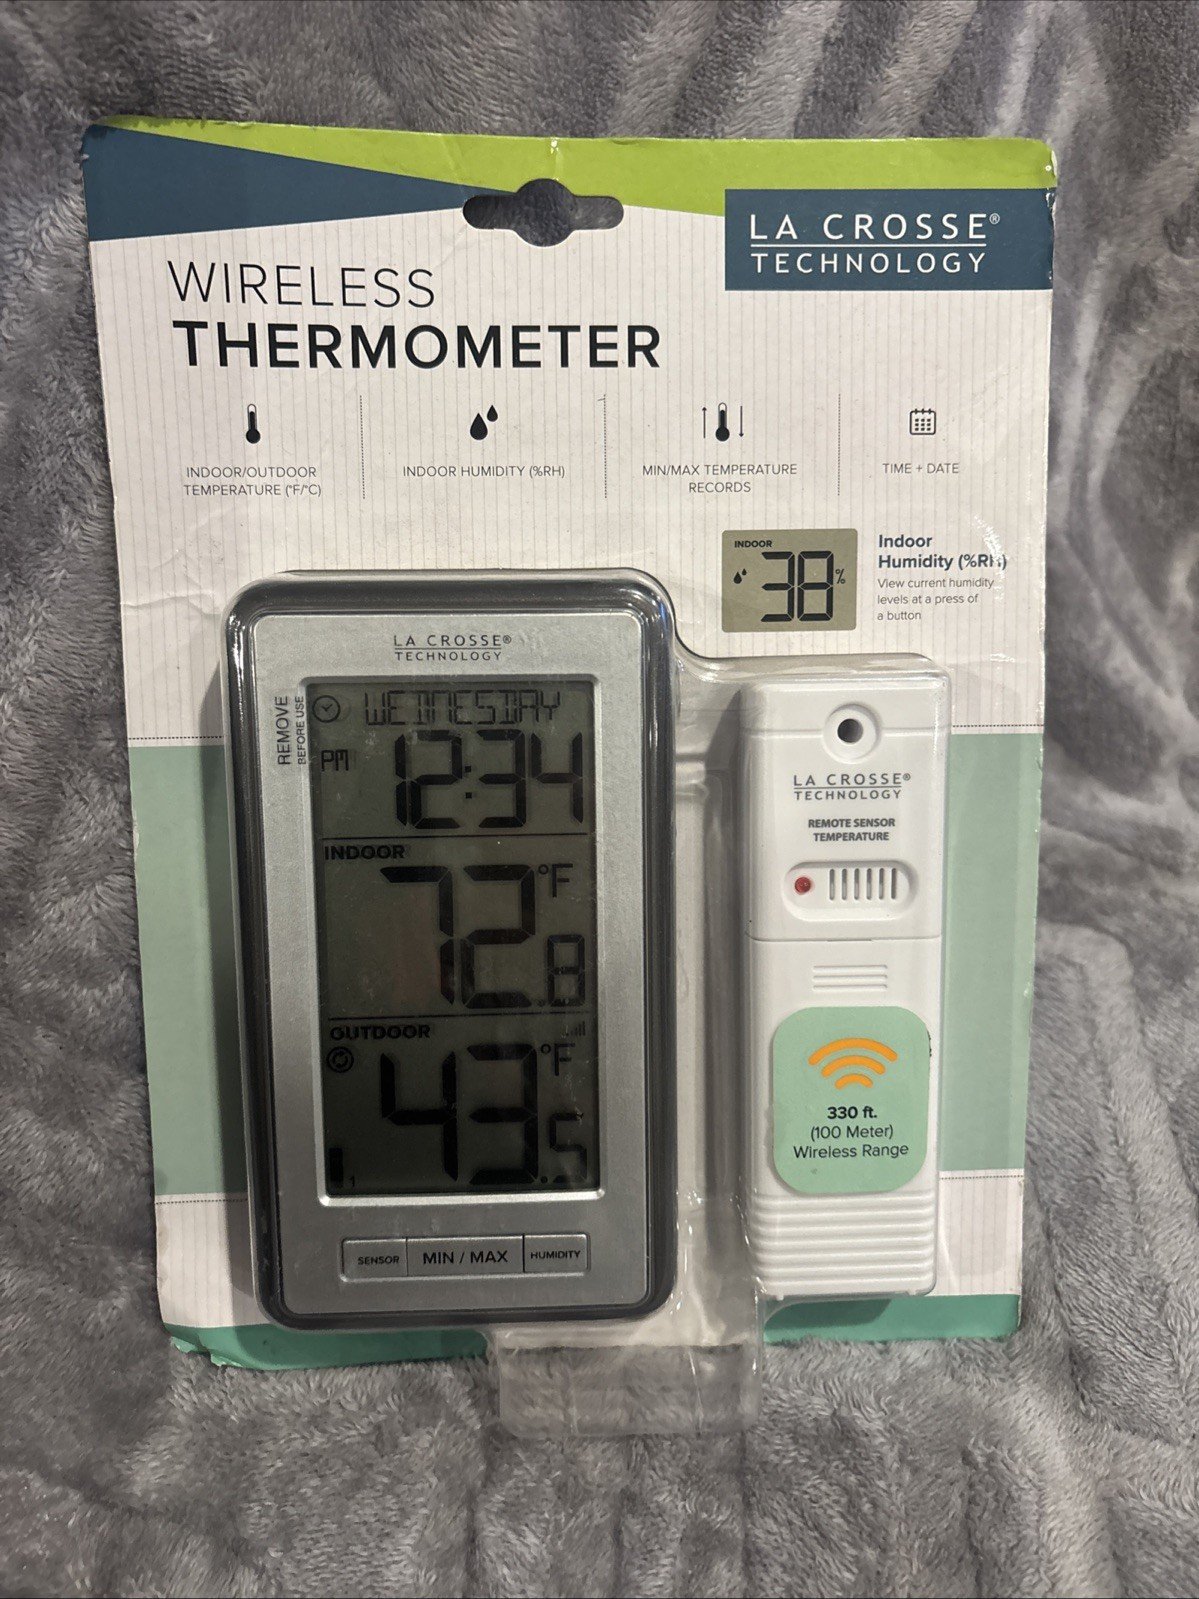 LA CROSSE®
TECHNOLOGY
WIRELESS
THERMOMETER
INDOOR/OUTDOOR
TEMPERATURE (°F/°C)
INDOOR HUMIDITY (%RH)
MIN/MAX TEMPERATURE
RECORDS
TIME + DATE
INDOOR
38%
Indoor
Humidity (%RH)
View current humidity
levels at a press of
a button
LA CROSSE®
TECHNOLOGY
REMOVE
BEFORE USE
WEDNESDAY
PM 12:34
INDOOR
72.8 °F
OUTDOOR
43.5 °F
1
SENSOR
MIN / MAX
HUMIDITY
LA CROSSE®
TECHNOLOGY
REMOTE SENSOR
TEMPERATURE
330 ft.
(100 Meter)
Wireless Range